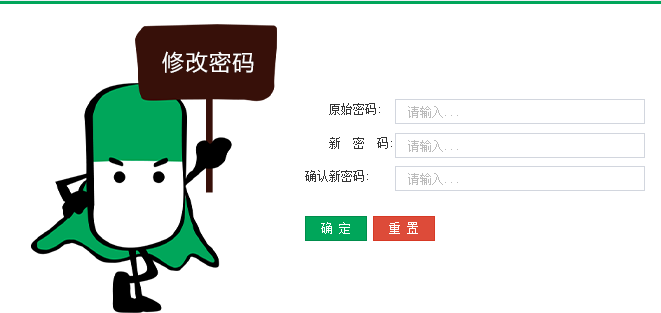 修改密码
原始密码: 请输入...
新 密 码: 请输入...
确认新密码: 请输入...
确 定 重 置